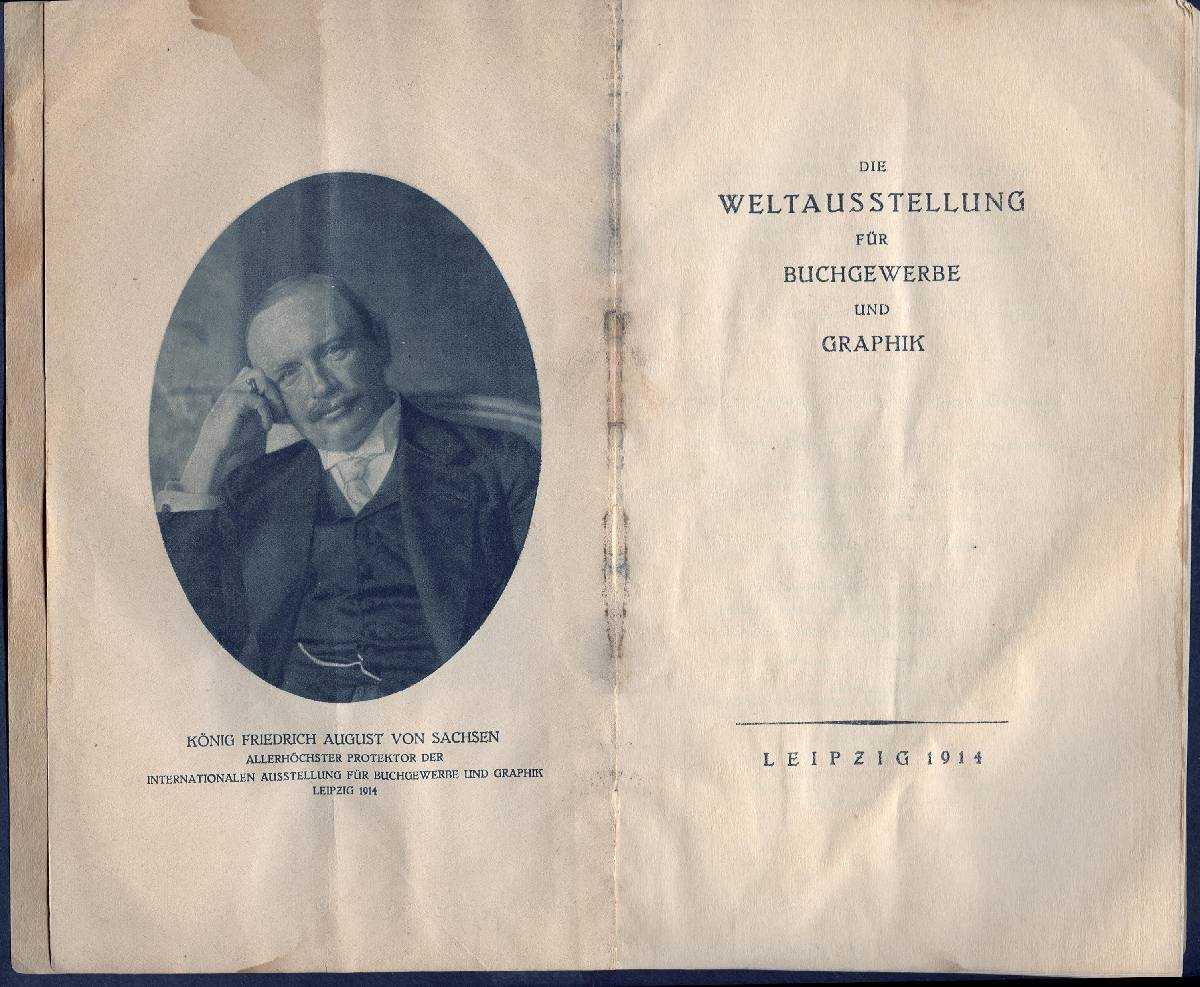 KÖNIG FRIEDRICH AUGUST VON SACHSEN
ALLERHÖCHSTER PROTEKTOR DER
INTERNATIONALEN AUSSTELLUNG FÜR BUCHGEWERBE UND GRAPHIK
LEIPZIG 1914
DIE
WELTAUSSTELLUNG
FÜR
BUCHGEWERBE
UND
GRAPHIK
LEIPZIG 1914